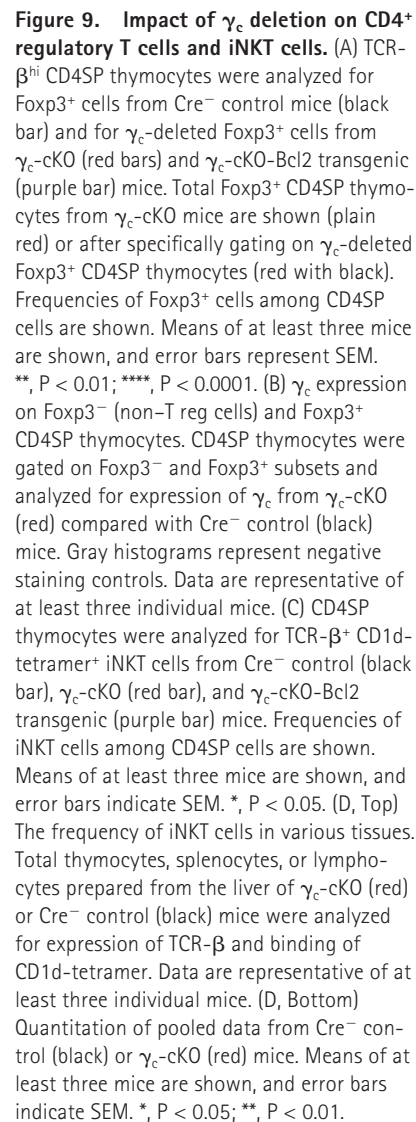 Figure 9. Impact of γc deletion on CD4⁺
regulatory T cells and iNKT cells. (A) TCR-
βʰⁱ CD4SP thymocytes were analyzed for
Foxp3⁺ cells from Cre⁻ control mice (black
bar) and for γc-deleted Foxp3⁺ cells from
γc-cKO (red bars) and γc-cKO-Bcl2 transgenic
(purple bar) mice. Total Foxp3⁺ CD4SP thymo-
cytes from γc-cKO mice are shown (plain
red) or after specifically gating on γc-deleted
Foxp3⁺ CD4SP thymocytes (red with black).
Frequencies of Foxp3⁺ cells among CD4SP
cells are shown. Means of at least three mice
are shown, and error bars represent SEM.
**, P < 0.01; ****, P < 0.0001. (B) γc expression
on Foxp3⁻ (non–T reg cells) and Foxp3⁺
CD4SP thymocytes. CD4SP thymocytes were
gated on Foxp3⁻ and Foxp3⁺ subsets and
analyzed for expression of γc from γc-cKO
(red) compared with Cre⁻ control (black)
mice. Gray histograms represent negative
staining controls. Data are representative of
at least three individual mice. (C) CD4SP
thymocytes were analyzed for TCR-β⁺ CD1d-
tetramer⁺ iNKT cells from Cre⁻ control (black
bar), γc-cKO (red bar), and γc-cKO-Bcl2
transgenic (purple bar) mice. Frequencies of
iNKT cells among CD4SP cells are shown.
Means of at least three mice are shown, and
error bars indicate SEM. *, P < 0.05. (D, Top)
The frequency of iNKT cells in various tissues.
Total thymocytes, splenocytes, or lympho-
cytes prepared from the liver of γc-cKO (red)
or Cre⁻ control (black) mice were analyzed
for expression of TCR-β and binding of
CD1d-tetramer. Data are representative of at
least three individual mice. (D, Bottom)
Quantitation of pooled data from Cre⁻ con-
trol (black) or γc-cKO (red) mice. Means of at
least three mice are shown, and error bars
indicate SEM. *, P < 0.05; **, P < 0.01.